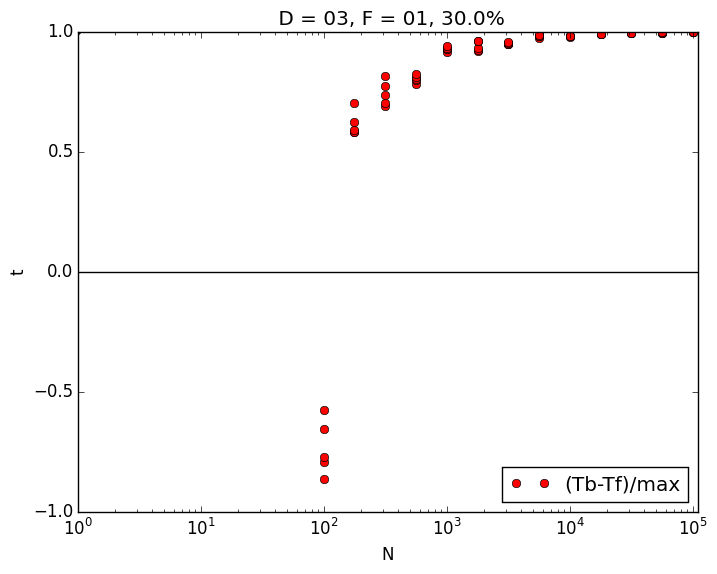 D = 03, F = 01, 30.0%
1.0
0.5
0.0
−0.5
−1.0
t
(Tb-Tf)/max
10⁰ 10¹ 10² 10³ 10⁴ 10⁵
N